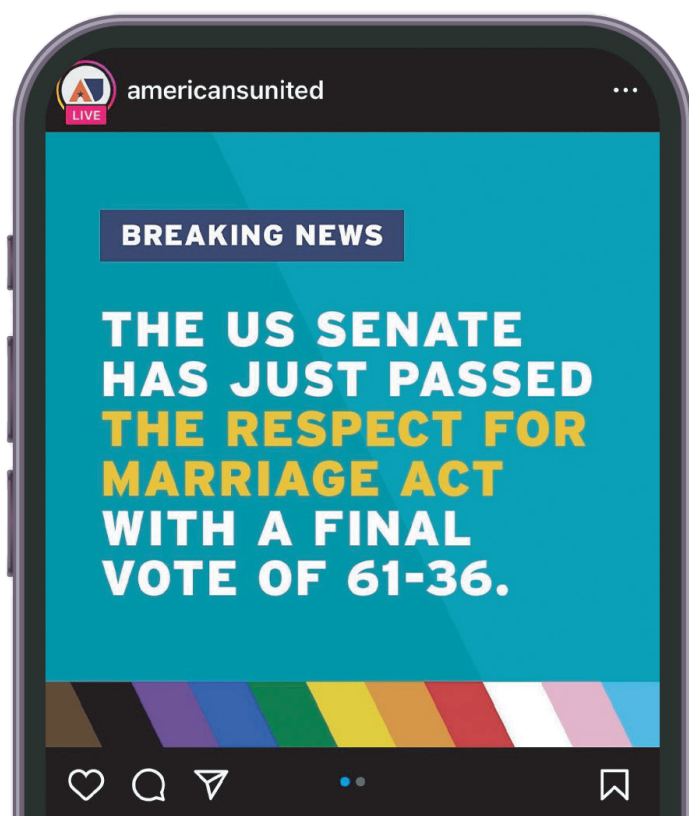 americansunited
LIVE
BREAKING NEWS
THE US SENATE
HAS JUST PASSED
THE RESPECT FOR
MARRIAGE ACT
WITH A FINAL
VOTE OF 61-36.